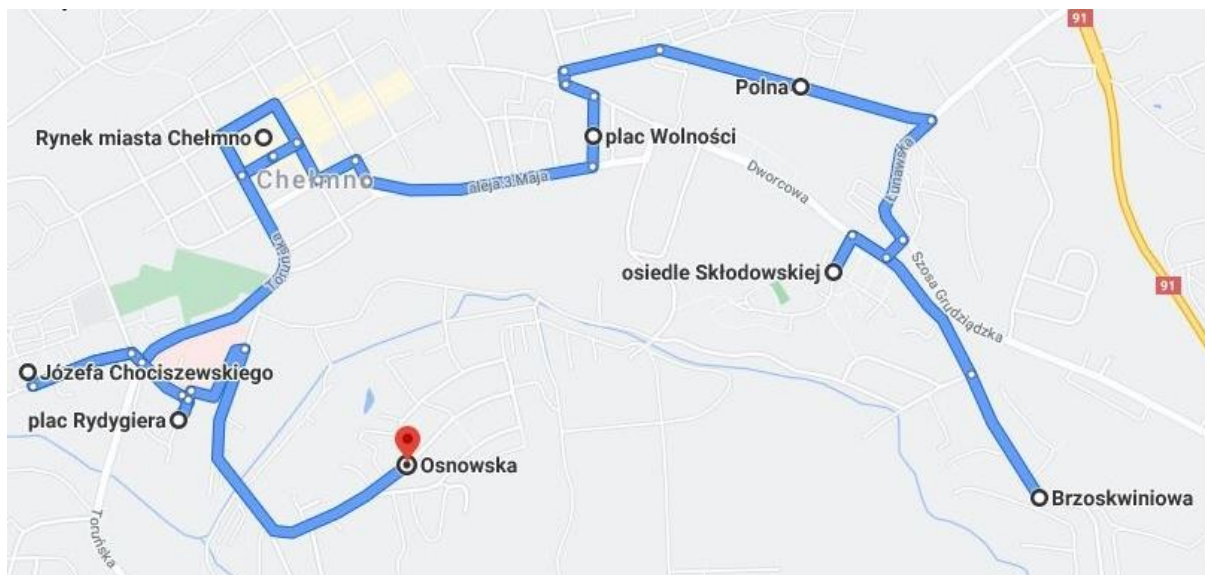 91
Polna
Rynek miasta Chełmno
plac Wolności
Chełmno
aleja 3 Maja
Dworcowa
Łunawska
Toruńska
osiedle Skłodowskiej
Szosa Grudziądzka
91
Józefa Chociszewskiego
plac Rydygiera
Osnowska
Brzoskwiniowa
Toruńska